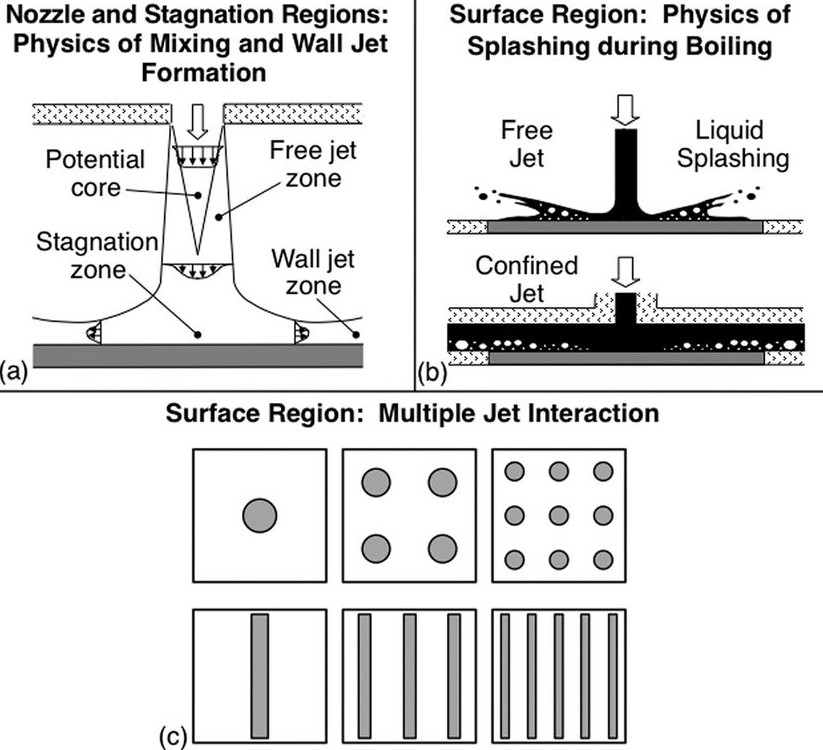 Nozzle and Stagnation Regions:
Physics of Mixing and Wall Jet
Formation
Potential
core
Free jet
zone
Stagnation
zone
Wall jet
zone
(a)
Surface Region: Physics of
Splashing during Boiling
Free
Jet
Liquid
Splashing
Confined
Jet
(b)
Surface Region: Multiple Jet Interaction
(c)